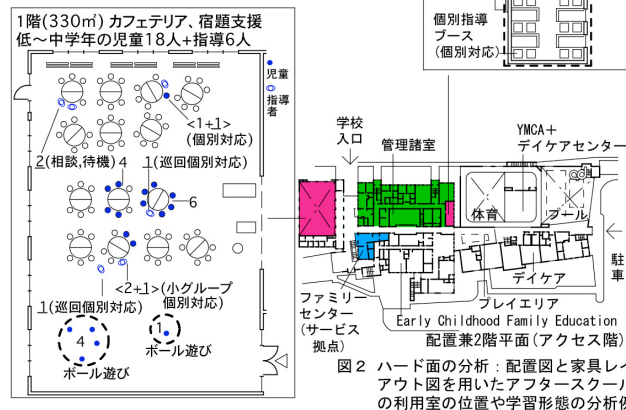 1階(330㎡) カフェテリア、宿題支援
低～中学年の児童18人+指導6人
児童
指導者
<1+1>
(個別対応)
2(相談,待機)
4
1(巡回個別対応)
6
<2+1>(小グループ
個別対応)
1(巡回個別対応)
4
ボール遊び
1
ボール遊び
個別指導
ブース
(個別対応)
学校
入口
管理諸室
YMCA＋
デイケアセンター
体育
プール
駐
車
デイケア
プレイエリア
ファミリー
センター
(サービス
拠点)
Early Childhood Family Education
配置兼2階平面(アクセス階)
図2 ハード面の分析：配置図と家具レイ
アウト図を用いたアフタースクール
の利用室の位置や学習形態の分析例